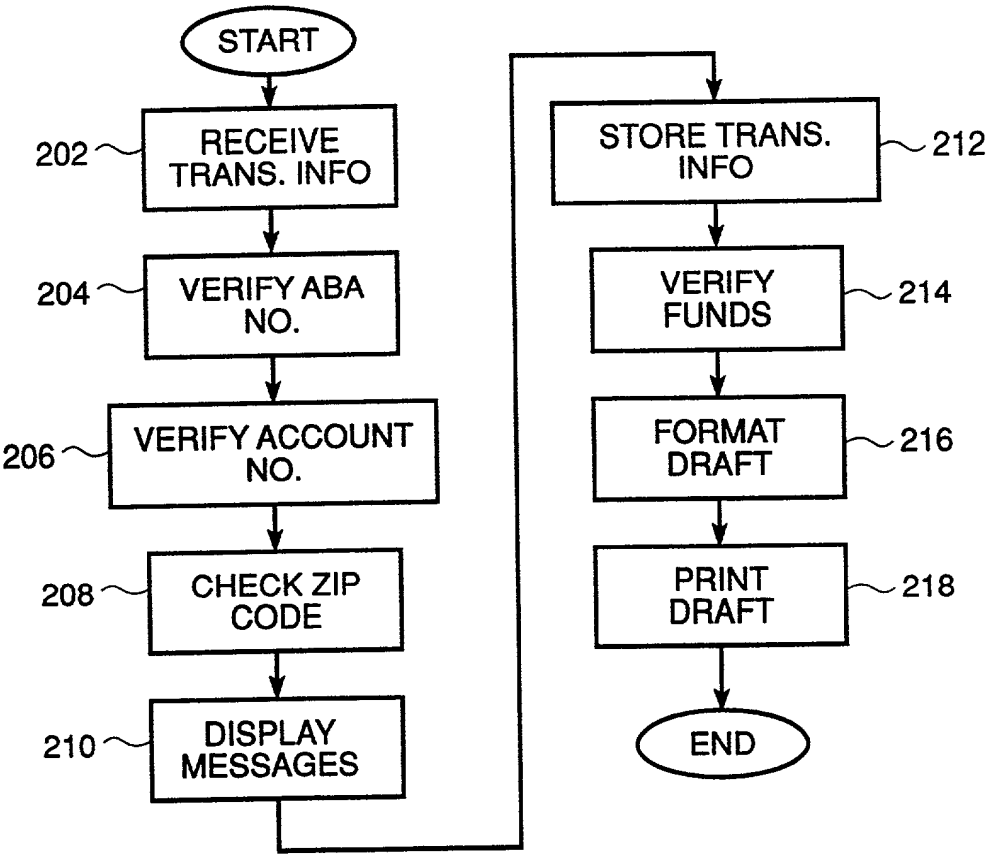 START
202
RECEIVE
TRANS. INFO
204
VERIFY ABA
NO.
206
VERIFY ACCOUNT
NO.
208
CHECK ZIP
CODE
210
DISPLAY
MESSAGES
STORE TRANS.
INFO
212
VERIFY
FUNDS
214
FORMAT
DRAFT
216
PRINT
DRAFT
218
END